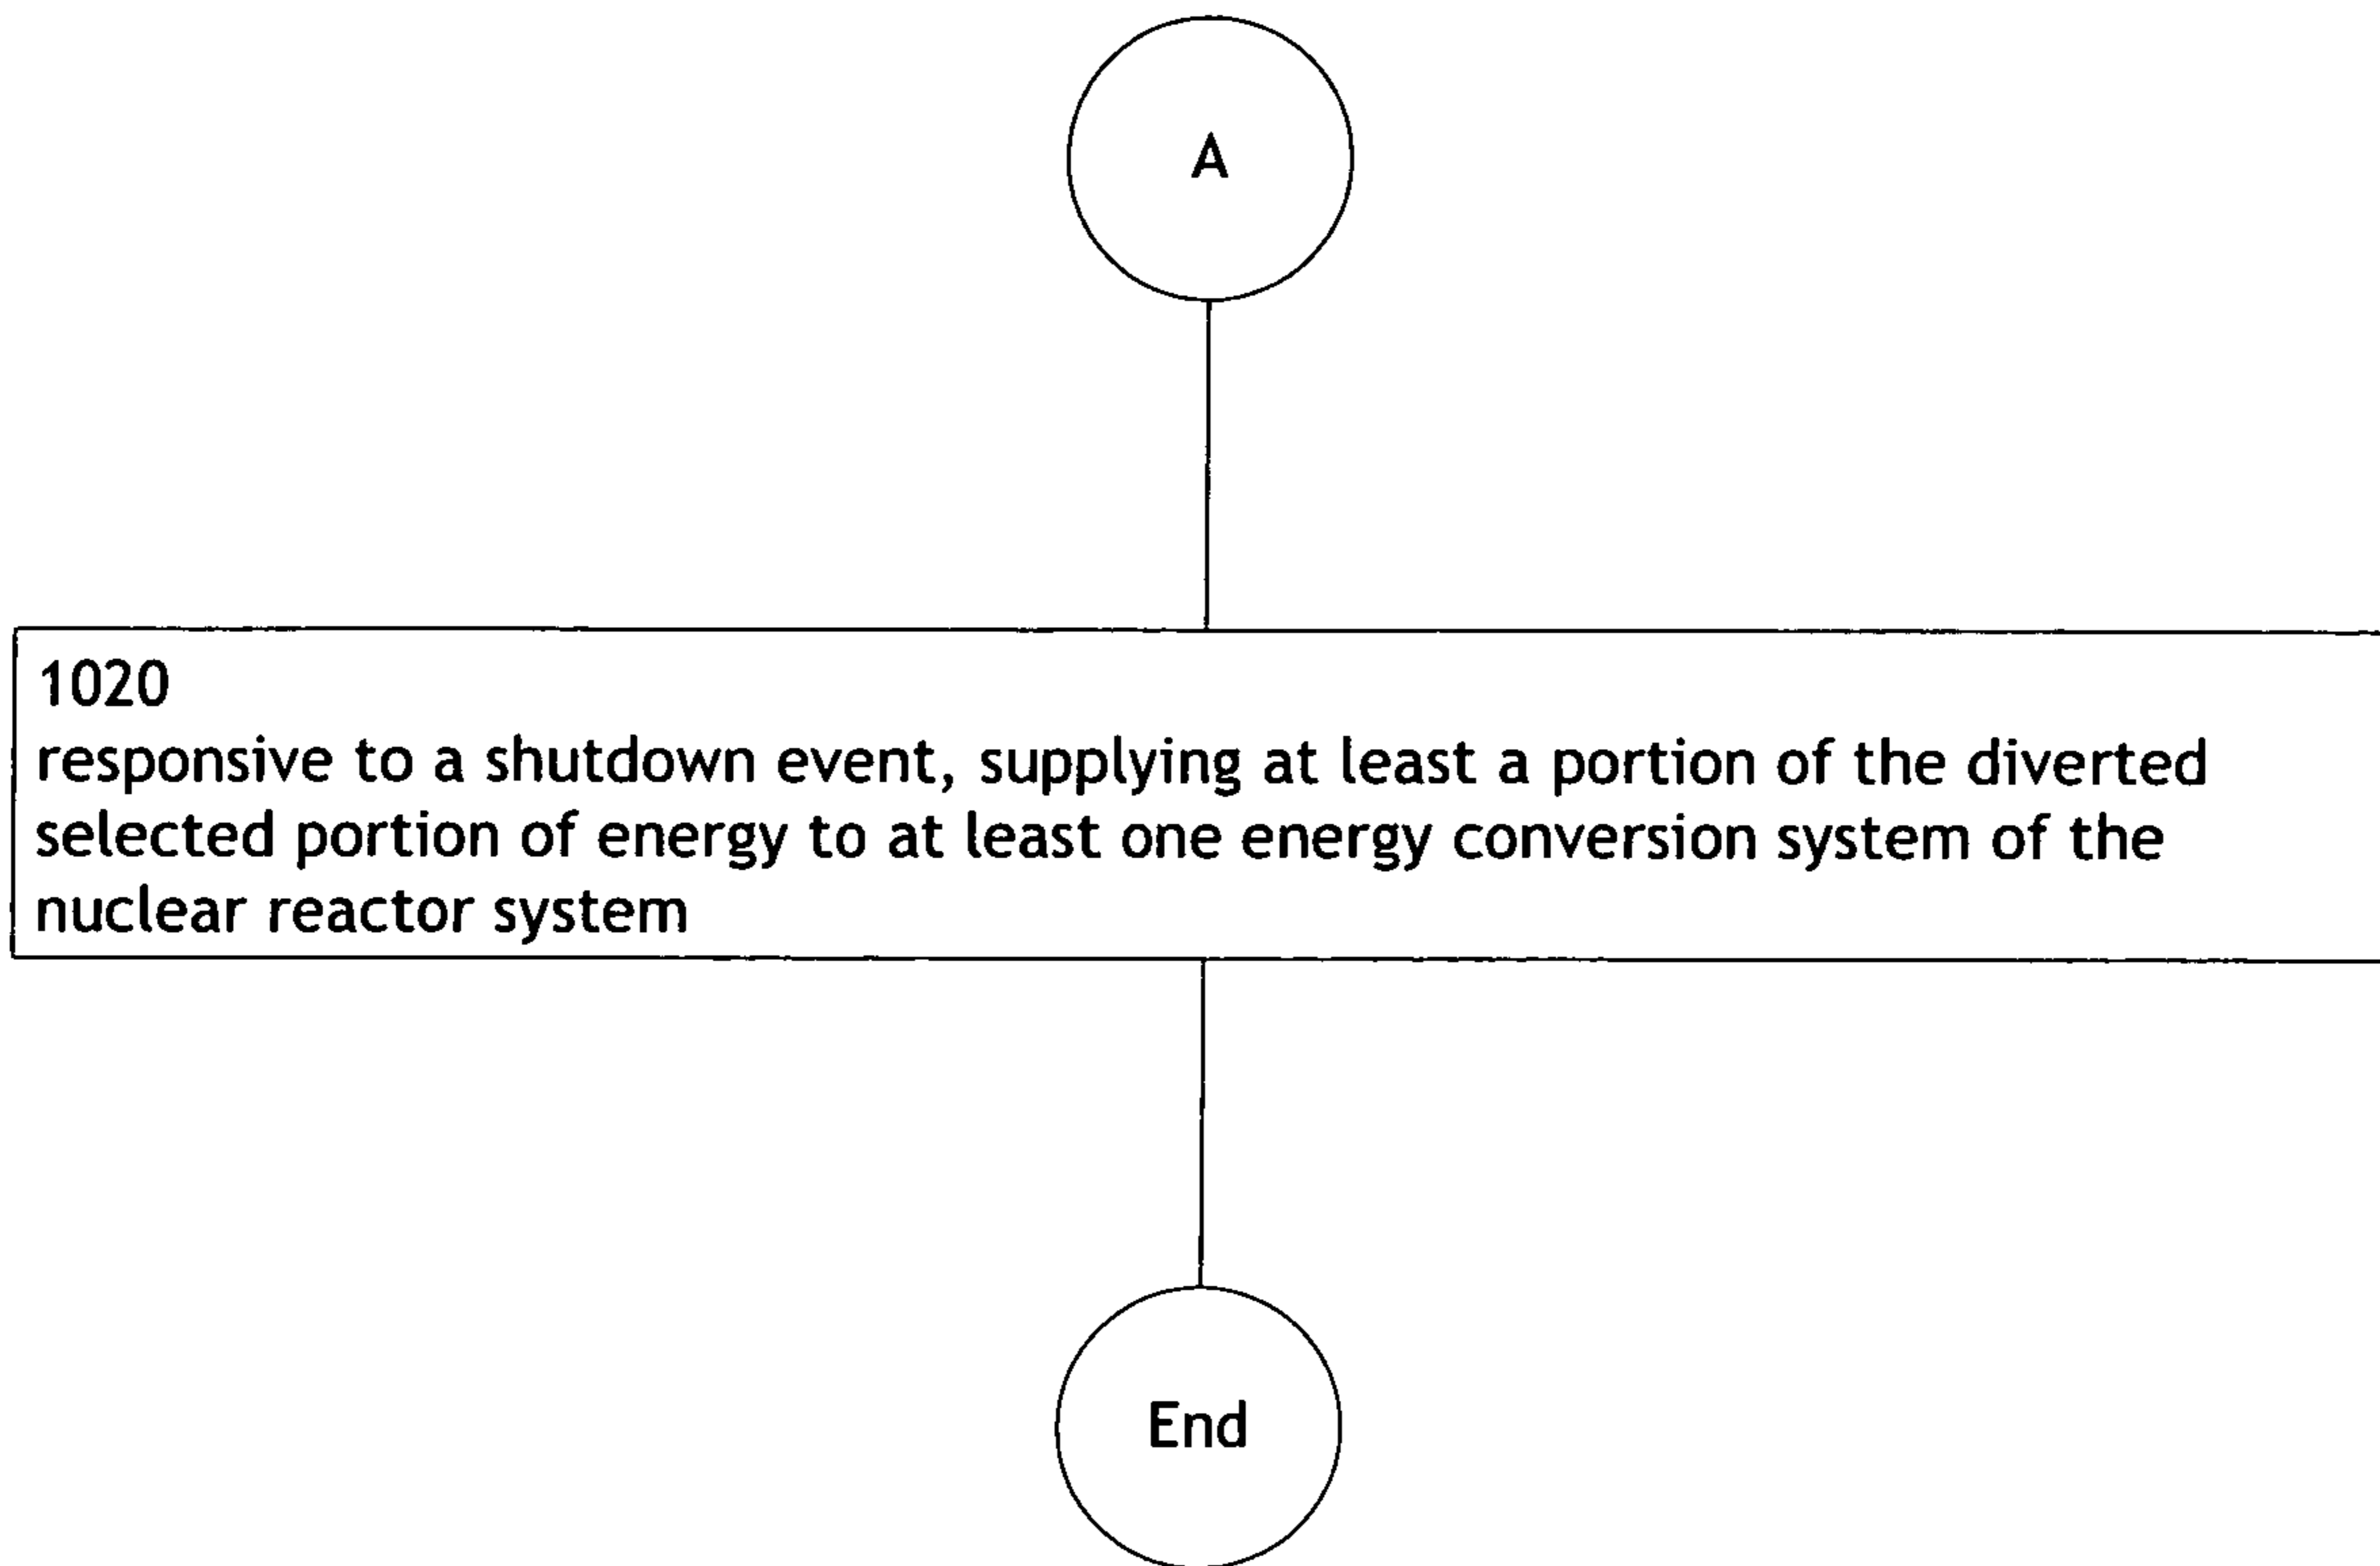 A
1020
responsive to a shutdown event, supplying at least a portion of the diverted
selected portion of energy to at least one energy conversion system of the
nuclear reactor system
End